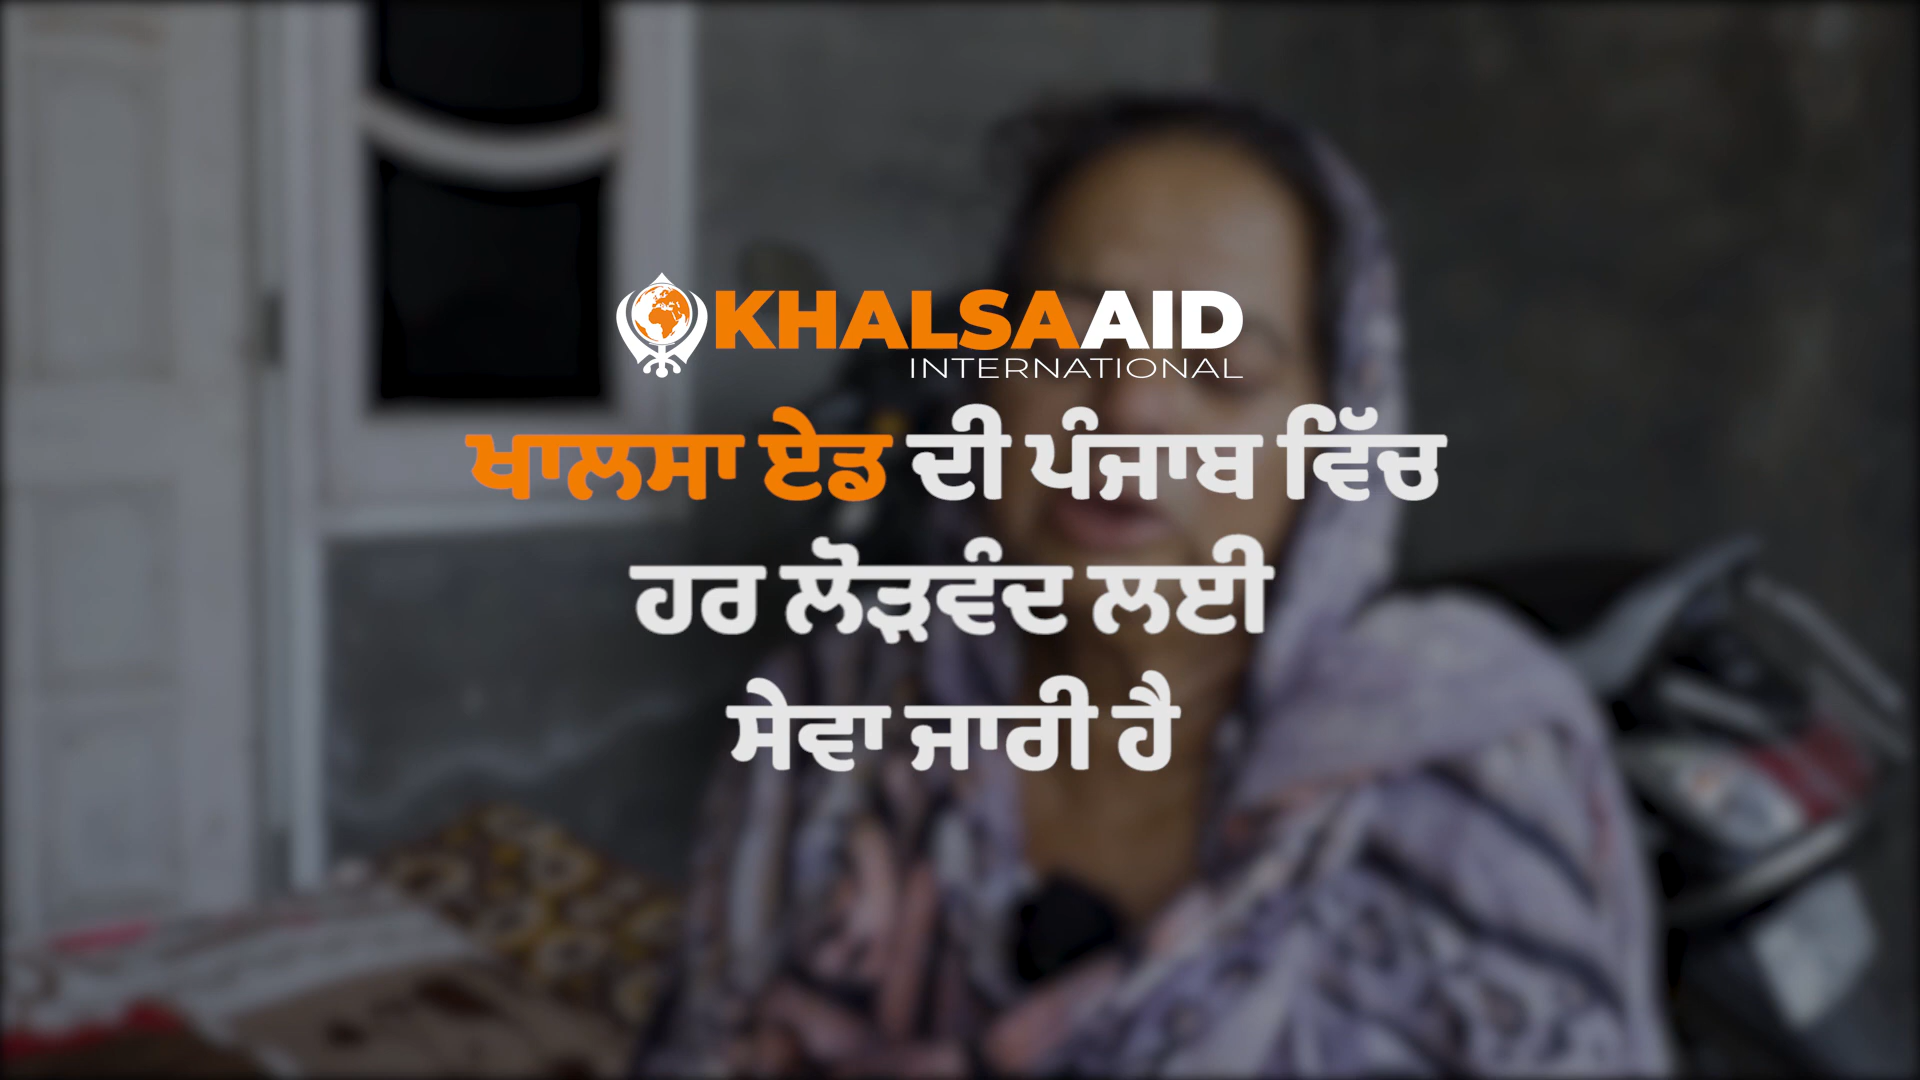 KHALSAAID
INTERNATIONAL
ਖਾਲਸਾ ਏਡ ਦੀ ਪੰਜਾਬ ਵਿੱਚ
ਹਰ ਲੋੜਵੰਦ ਲਈ
ਸੇਵਾ ਜਾਰੀ ਹੈ